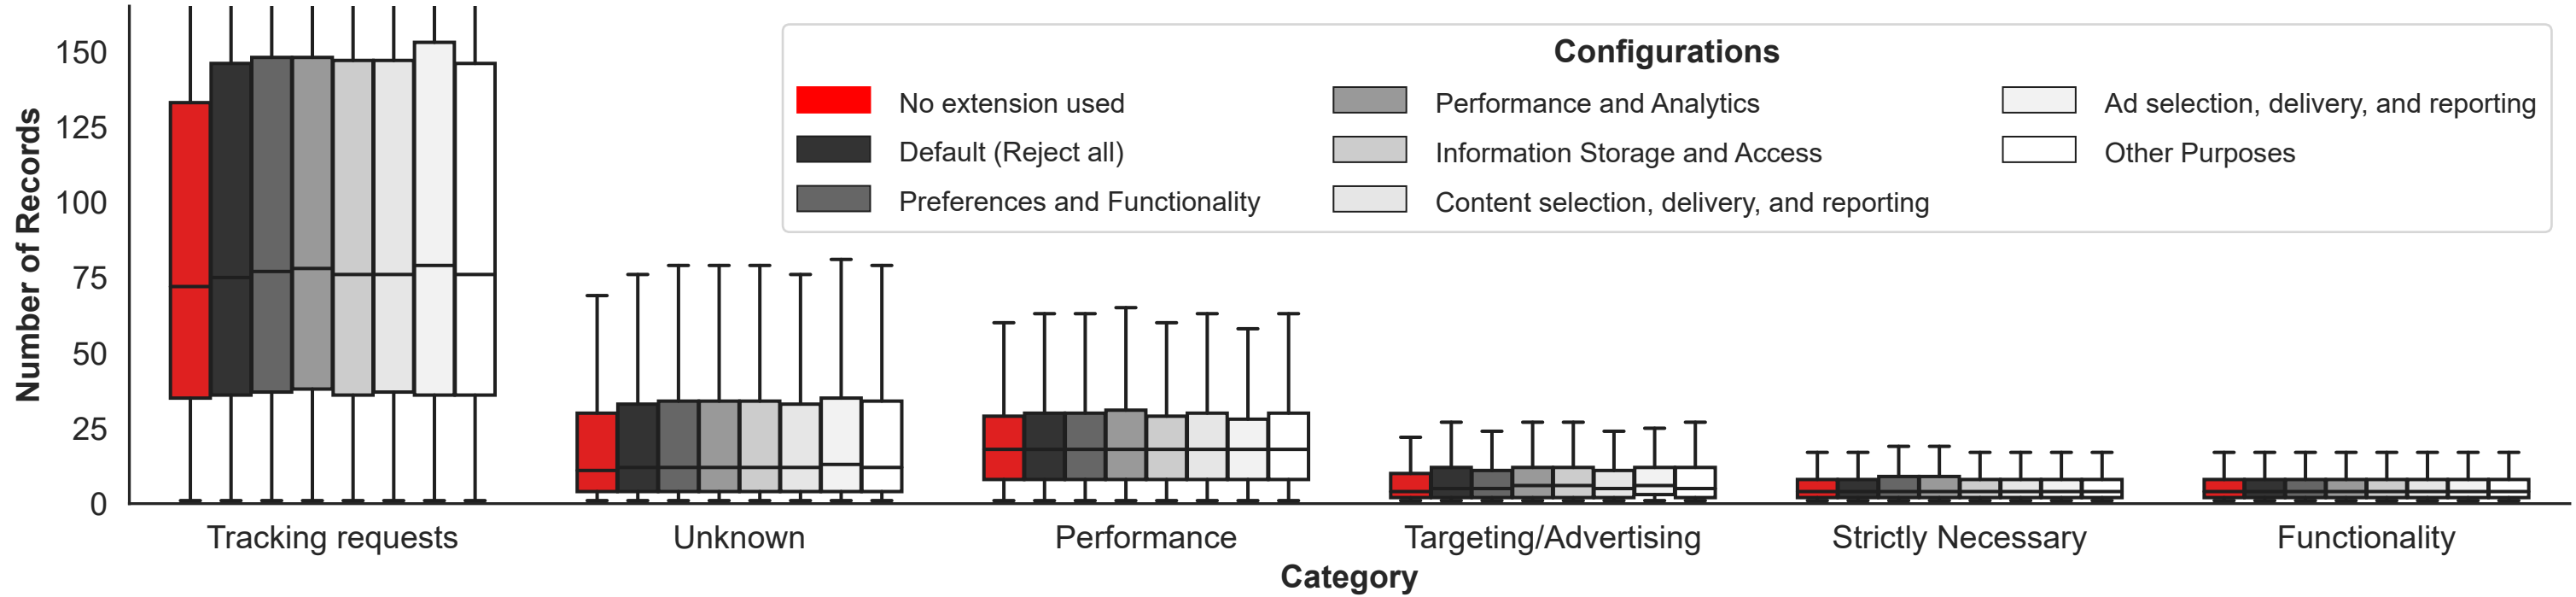 Configurations
No extension used
Default (Reject all)
Preferences and Functionality
Performance and Analytics
Information Storage and Access
Content selection, delivery, and reporting
Ad selection, delivery, and reporting
Other Purposes
Number of Records
150
125
100
75
50
25
0
Tracking requests
Unknown
Performance
Targeting/Advertising
Strictly Necessary
Functionality
Category